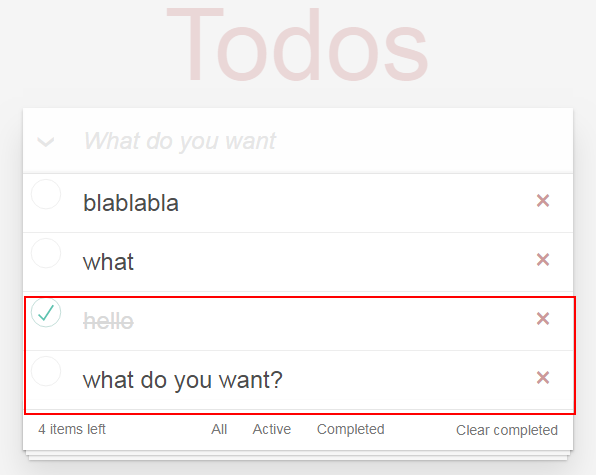 Todos
What do you want
blablabla
what
hello
what do you want?
4 items left All Active Completed Clear completed